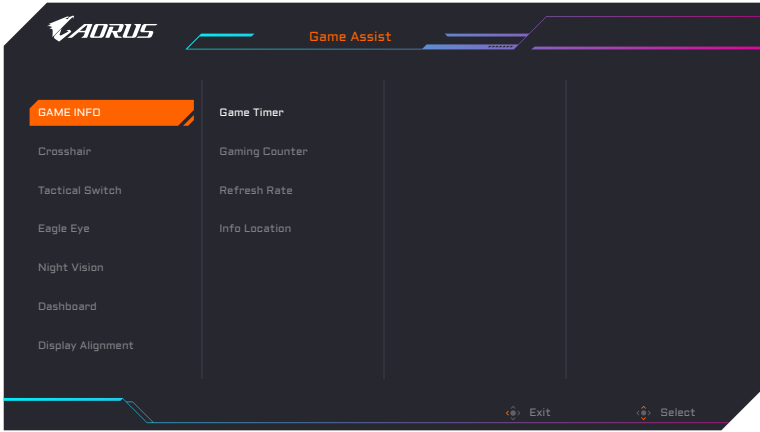 AORUS
Game Assist
GAME INFO
Game Timer
Crosshair
Gaming Counter
Tactical Switch
Refresh Rate
Eagle Eye
Info Location
Night Vision
Dashboard
Display Alignment
Exit
Select